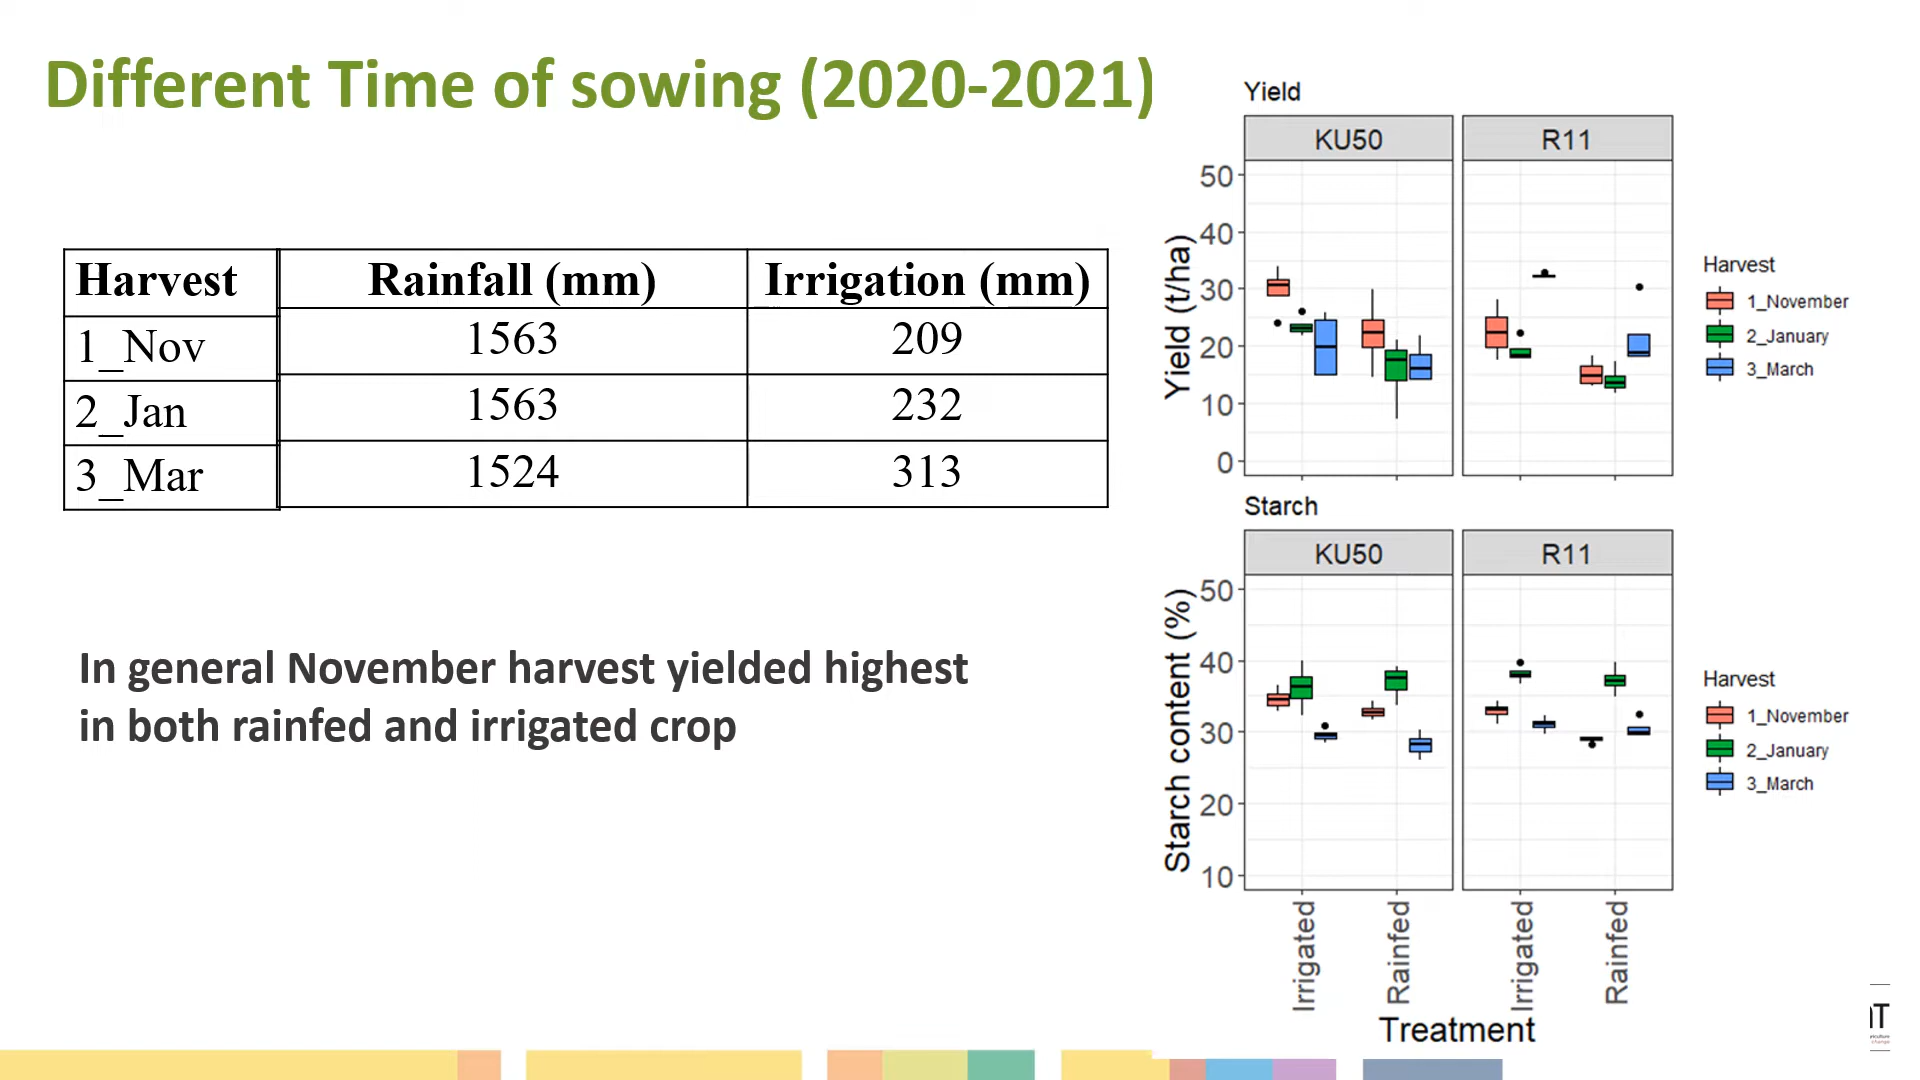 Different Time of sowing (2020-2021)
Harvest Rainfall (mm) Irrigation (mm)
1_Nov 1563 209
2_Jan 1563 232
3_Mar 1524 313
In general November harvest yielded highest
in both rainfed and irrigated crop
Yield
KU50 R11
Yield (t/ha)
50
40
30
20
10
0
Harvest
1_November
2_January
3_March
Starch
KU50 R11
Starch content (%)
50
40
30
20
10
Harvest
1_November
2_January
3_March
Irrigated Rainfed Irrigated Rainfed
Treatment